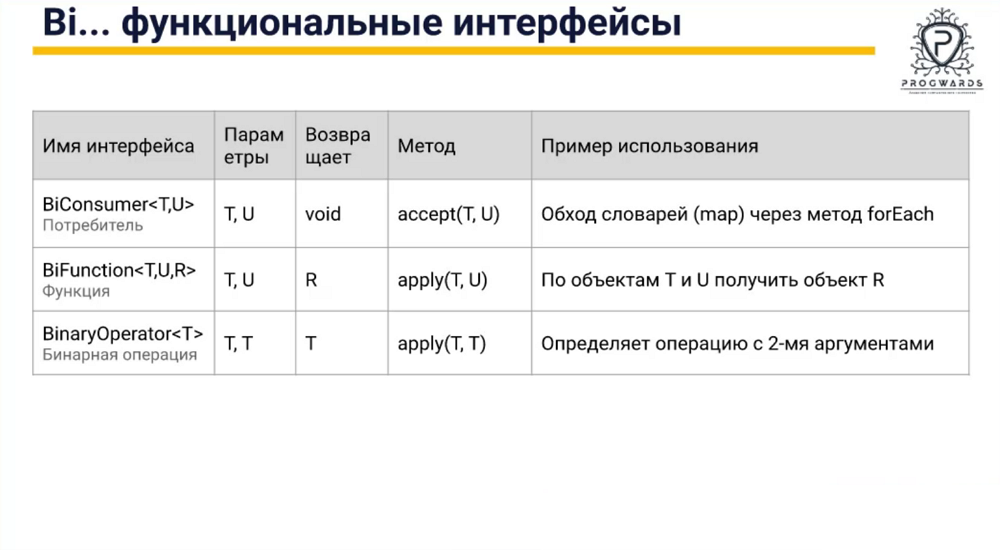 Bi... функциональные интерфейсы
PROGWARDS
Имя интерфейса
Парам
етры
Возвра
щает
Метод
Пример использования
BiConsumer<T,U>
Потребитель
T, U
void
accept(T, U)
Обход словарей (map) через метод forEach
BiFunction<T,U,R>
Функция
T, U
R
apply(T, U)
По объектам T и U получить объект R
BinaryOperator<T>
Бинарная операция
T, T
T
apply(T, T)
Определяет операцию с 2-мя аргументами